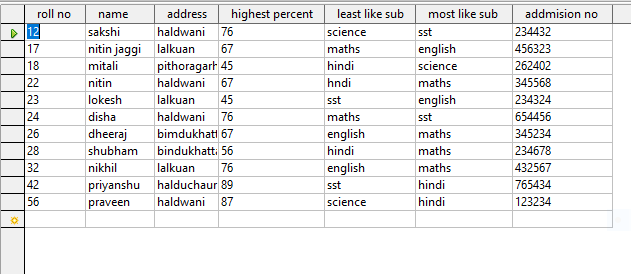 roll no name address highest percent least like sub most like sub addmision no
12 sakshi haldwani 76 science sst 234432
17 nitin jaggi lalkuan 67 maths english 456323
18 mitali pithoragarh 45 hindi science 262402
22 nitin haldwani 67 hndi maths 345568
23 lokesh lalkuan 45 sst english 234324
24 disha haldwani 76 maths sst 654456
26 dheeraj bimdukhatt 67 english maths 345234
28 shubham bindukhatta 56 hindi maths 234678
32 nikhil lalkuan 76 english maths 432567
42 priyanshu halduchaur 89 sst hindi 765434
56 praveen haldwani 87 science hindi 123234